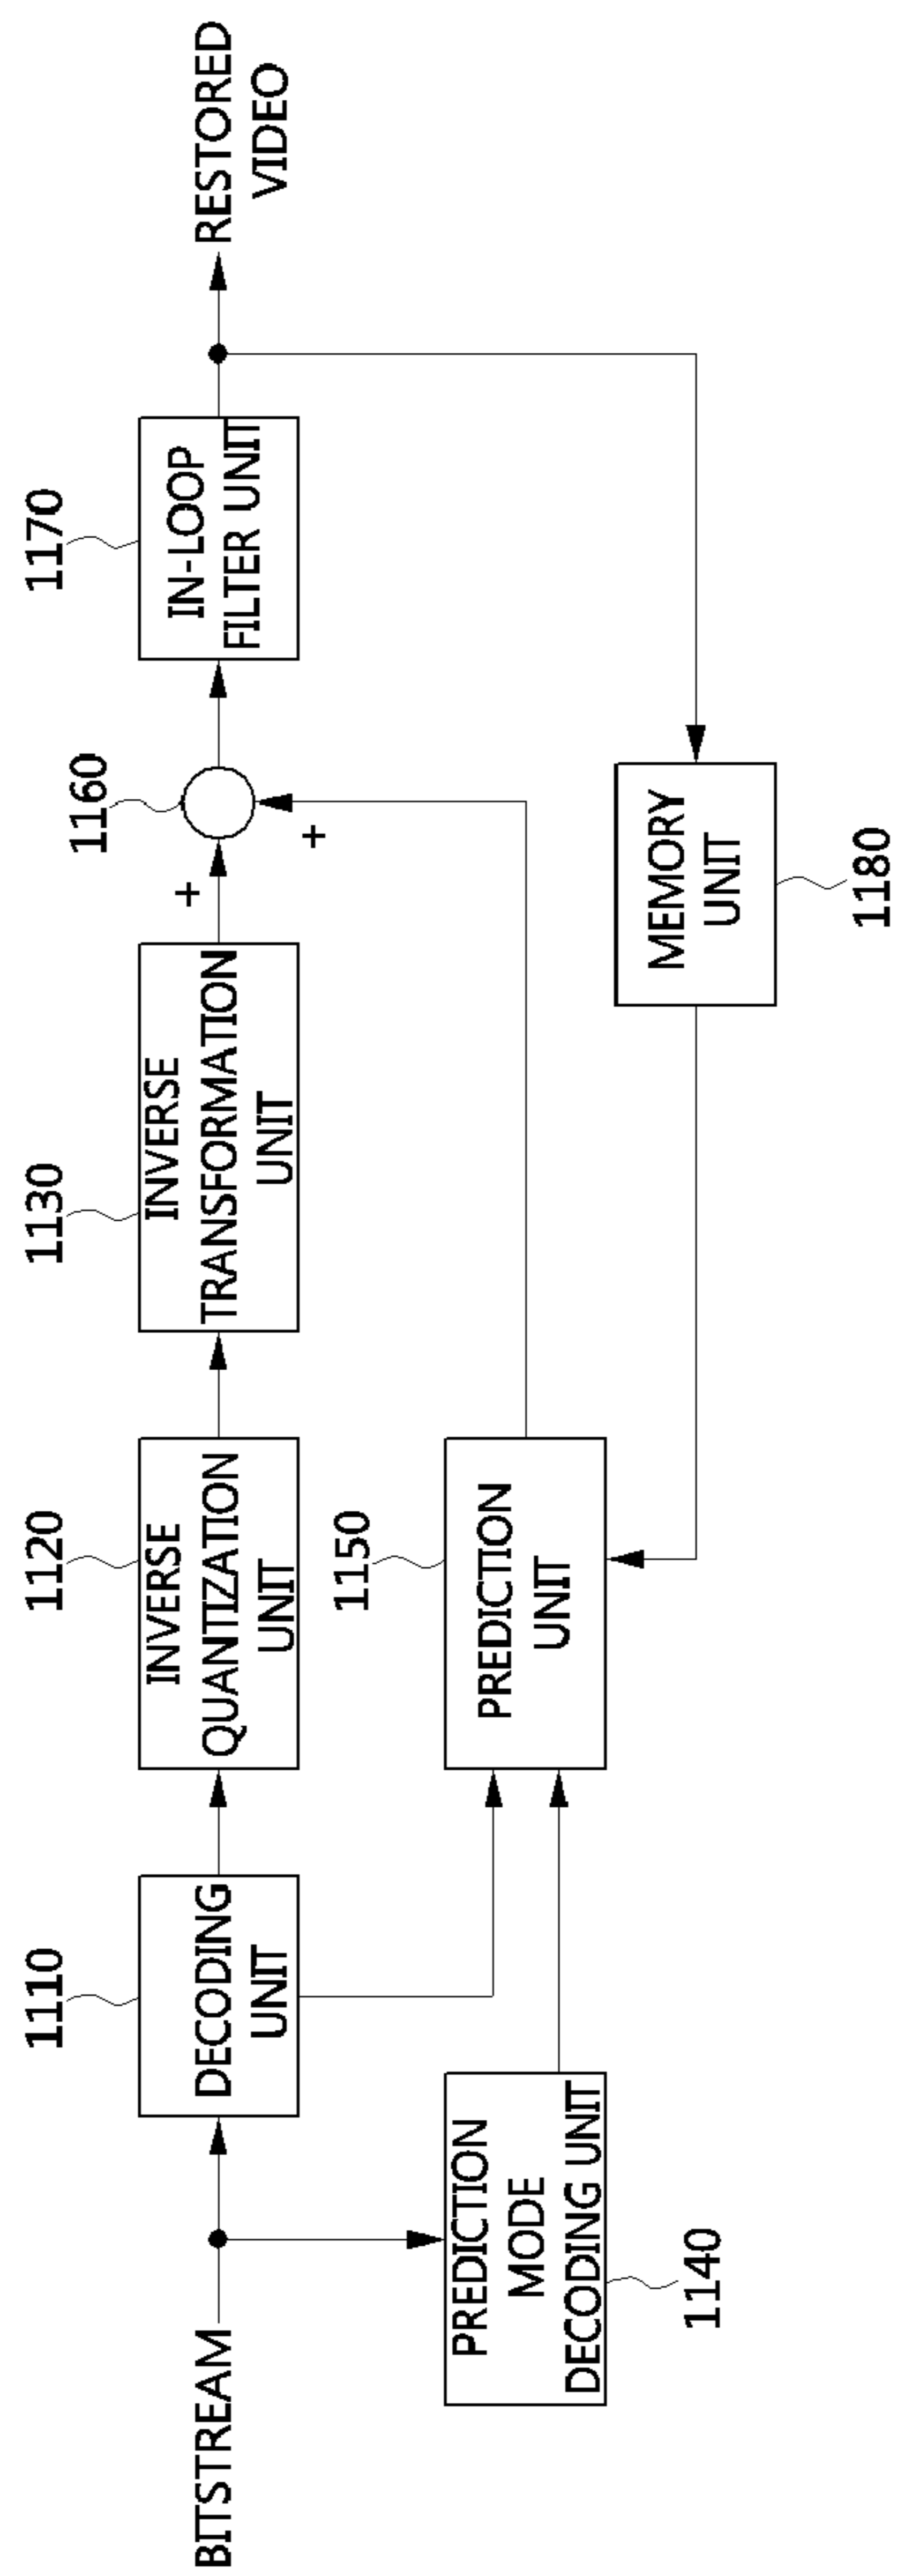 1110
1120
1130
1160
1170
BITSTREAM
DECODING
UNIT
INVERSE
QUANTIZATION
UNIT
INVERSE
TRANSFORMATION
UNIT
+
+
IN-LOOP
FILTER UNIT
RESTORED
VIDEO
1150
PREDICTION
MODE
DECODING UNIT
1140
PREDICTION
UNIT
MEMORY
UNIT
1180